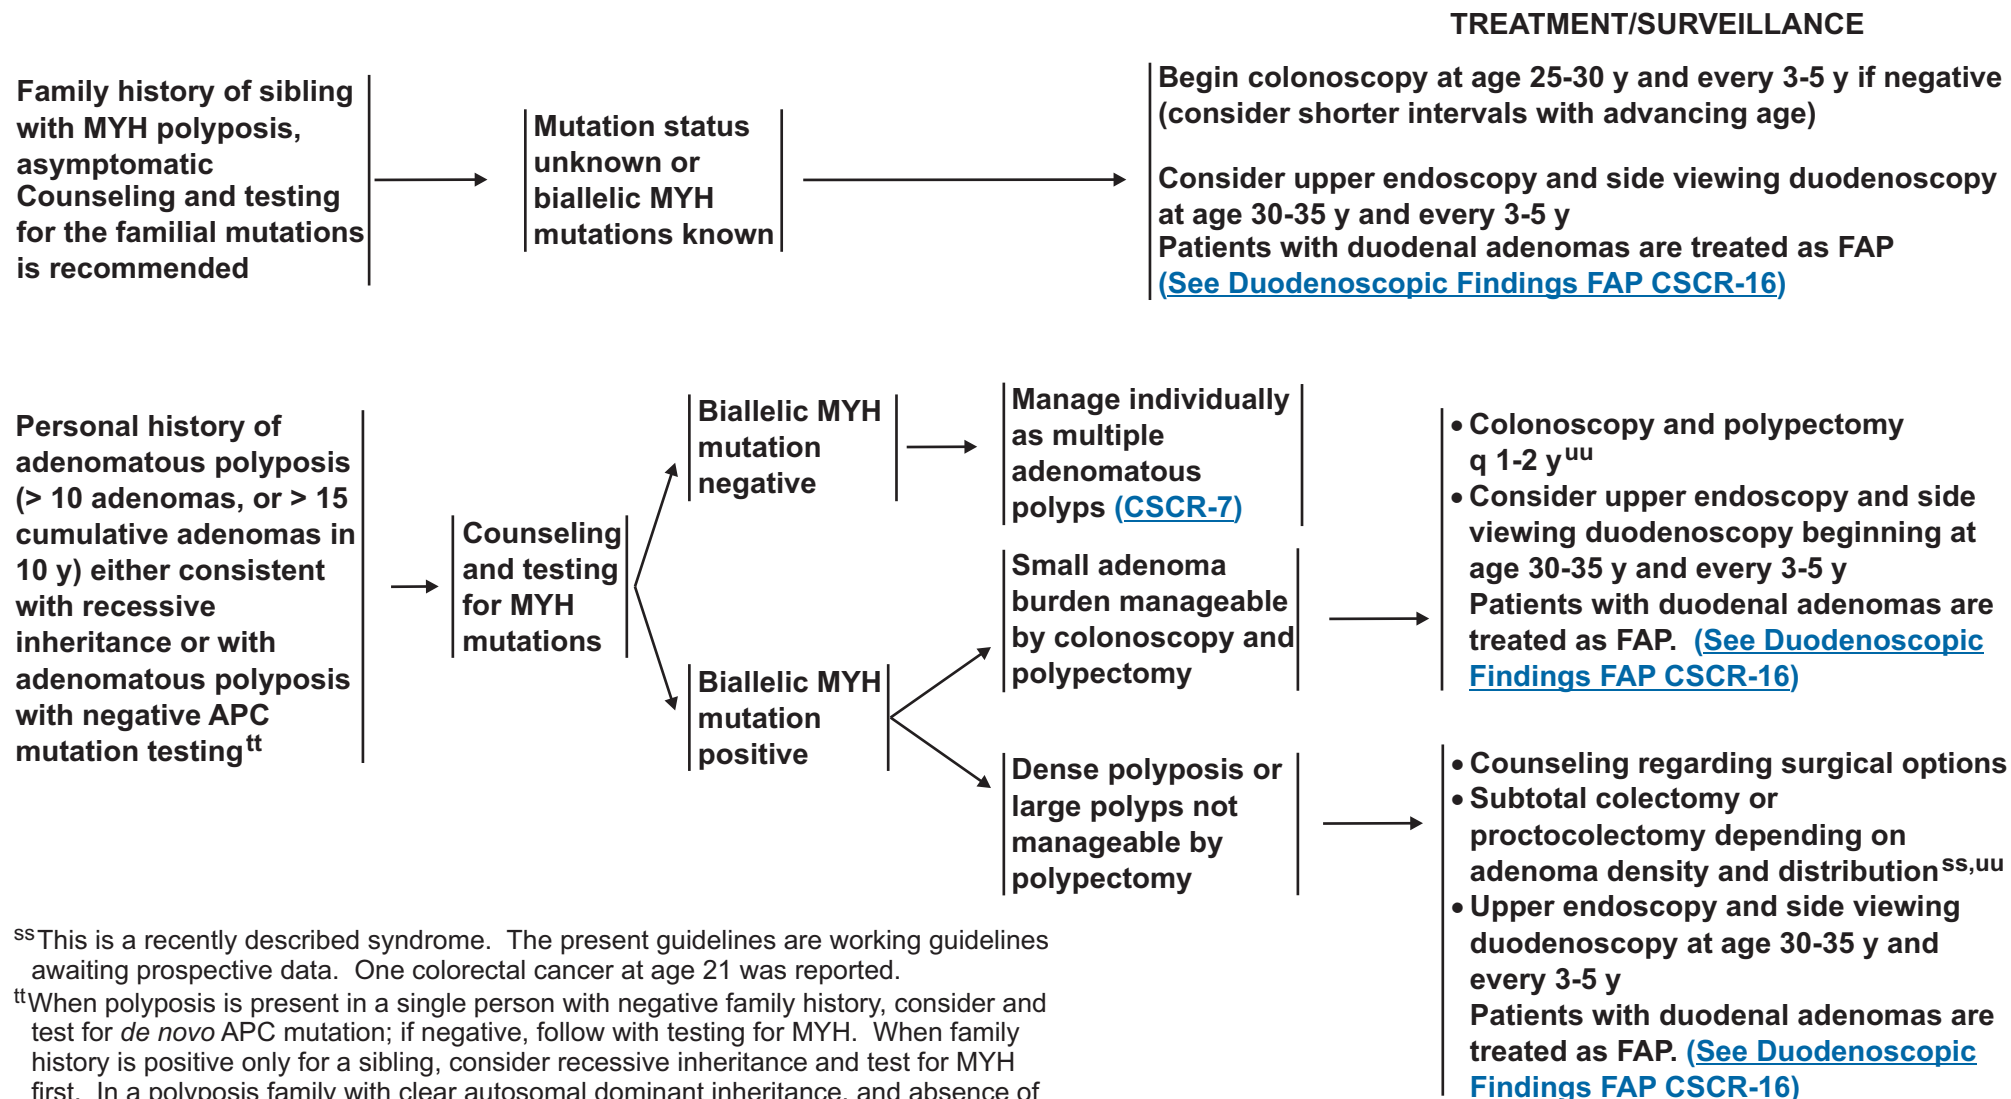 TREATMENT/SURVEILLANCE
Family history of sibling
with MYH polyposis,
asymptomatic
Counseling and testing
for the familial mutations
is recommended
Mutation status
unknown or
biallelic MYH
mutations known
Begin colonoscopy at age 25-30 y and every 3-5 y if negative
(consider shorter intervals with advancing age)
Consider upper endoscopy and side viewing duodenoscopy
at age 30-35 y and every 3-5 y
Patients with duodenal adenomas are treated as FAP
(See Duodenoscopic Findings FAP CSCR-16)
Personal history of
adenomatous polyposis
(> 10 adenomas, or > 15
cumulative adenomas in
10 y) either consistent
with recessive
inheritance or with
adenomatous polyposis
with negative APC
mutation testing tt
Counseling
and testing
for MYH
mutations
Biallelic MYH
mutation
negative
Manage individually
as multiple
adenomatous
polyps (CSCR-7)
Biallelic MYH
mutation
positive
Small adenoma
burden manageable
by colonoscopy and
polypectomy
• Colonoscopy and polypectomy
q 1-2 y uu
• Consider upper endoscopy and side
viewing duodenoscopy beginning at
age 30-35 y and every 3-5 y
Patients with duodenal adenomas are
treated as FAP. (See Duodenoscopic
Findings FAP CSCR-16)
Dense polyposis or
large polyps not
manageable by
polypectomy
• Counseling regarding surgical options
• Subtotal colectomy or
proctocolectomy depending on
adenoma density and distribution ss,uu
• Upper endoscopy and side viewing
duodenoscopy at age 30-35 y and
every 3-5 y
Patients with duodenal adenomas are
treated as FAP. (See Duodenoscopic
Findings FAP CSCR-16)
ss This is a recently described syndrome. The present guidelines are working guidelines
awaiting prospective data. One colorectal cancer at age 21 was reported.
tt When polyposis is present in a single person with negative family history, consider and
test for de novo APC mutation; if negative, follow with testing for MYH. When family
history is positive only for a sibling, consider recessive inheritance and test for MYH
first. In a polyposis family with clear autosomal dominant inheritance, and absence of